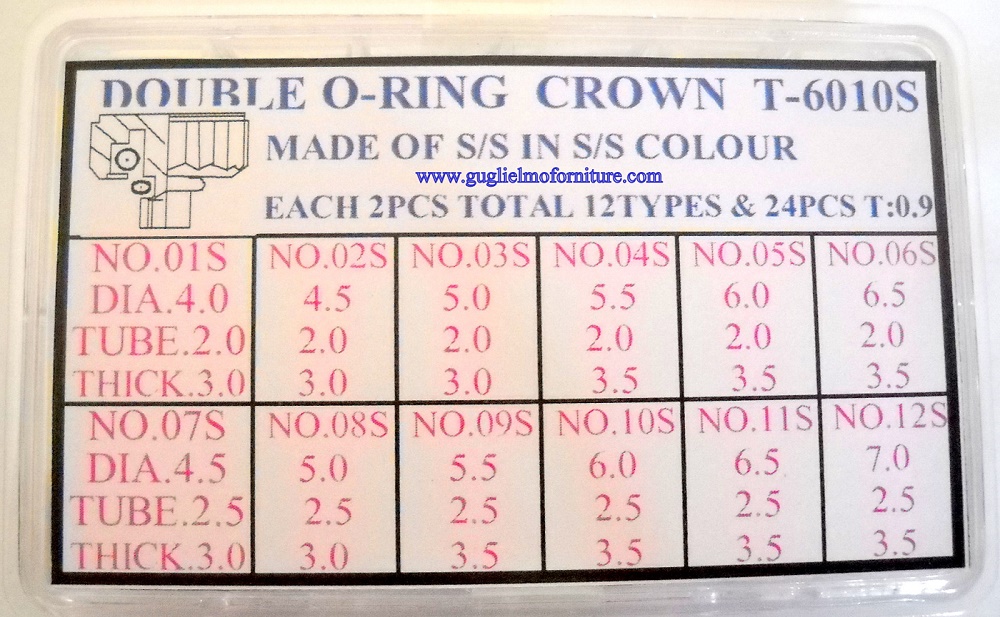 DOUBLE O-RING CROWN T-6010S
MADE OF S/S IN S/S COLOUR
www.guglielmoforniture.com
EACH 2PCS TOTAL 12TYPES & 24PCS T:0.9
NO.01S NO.02S NO.03S NO.04S NO.05S NO.06S
DIA.4.0 4.5 5.0 5.5 6.0 6.5
TUBE.2.0 2.0 2.0 2.0 2.0 2.0
THICK.3.0 3.0 3.0 3.5 3.5 3.5
NO.07S NO.08S NO.09S NO.10S NO.11S NO.12S
DIA.4.5 5.0 5.5 6.0 6.5 7.0
TUBE.2.5 2.5 2.5 2.5 2.5 2.5
THICK.3.0 3.0 3.5 3.5 3.5 3.5